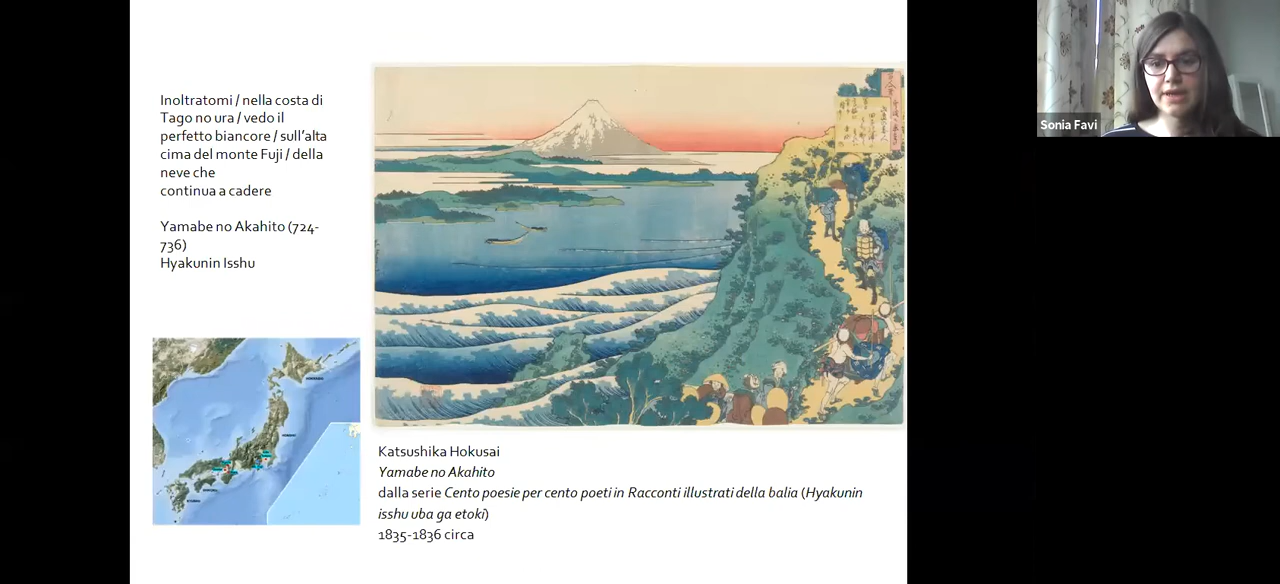 Inoltratomi / nella costa di
Tago no ura / vedo il
perfetto biancore / sull'alta
cima del monte Fuji / della
neve che
continua a cadere
Yamabe no Akahito (724-
736)
Hyakunin Isshu
Katsushika Hokusai
Yamabe no Akahito
dalla serie Cento poesie per cento poeti in Racconti illustrati della balia (Hyakunin
isshu uba ga etoki)
1835-1836 circa
Sonia Favi